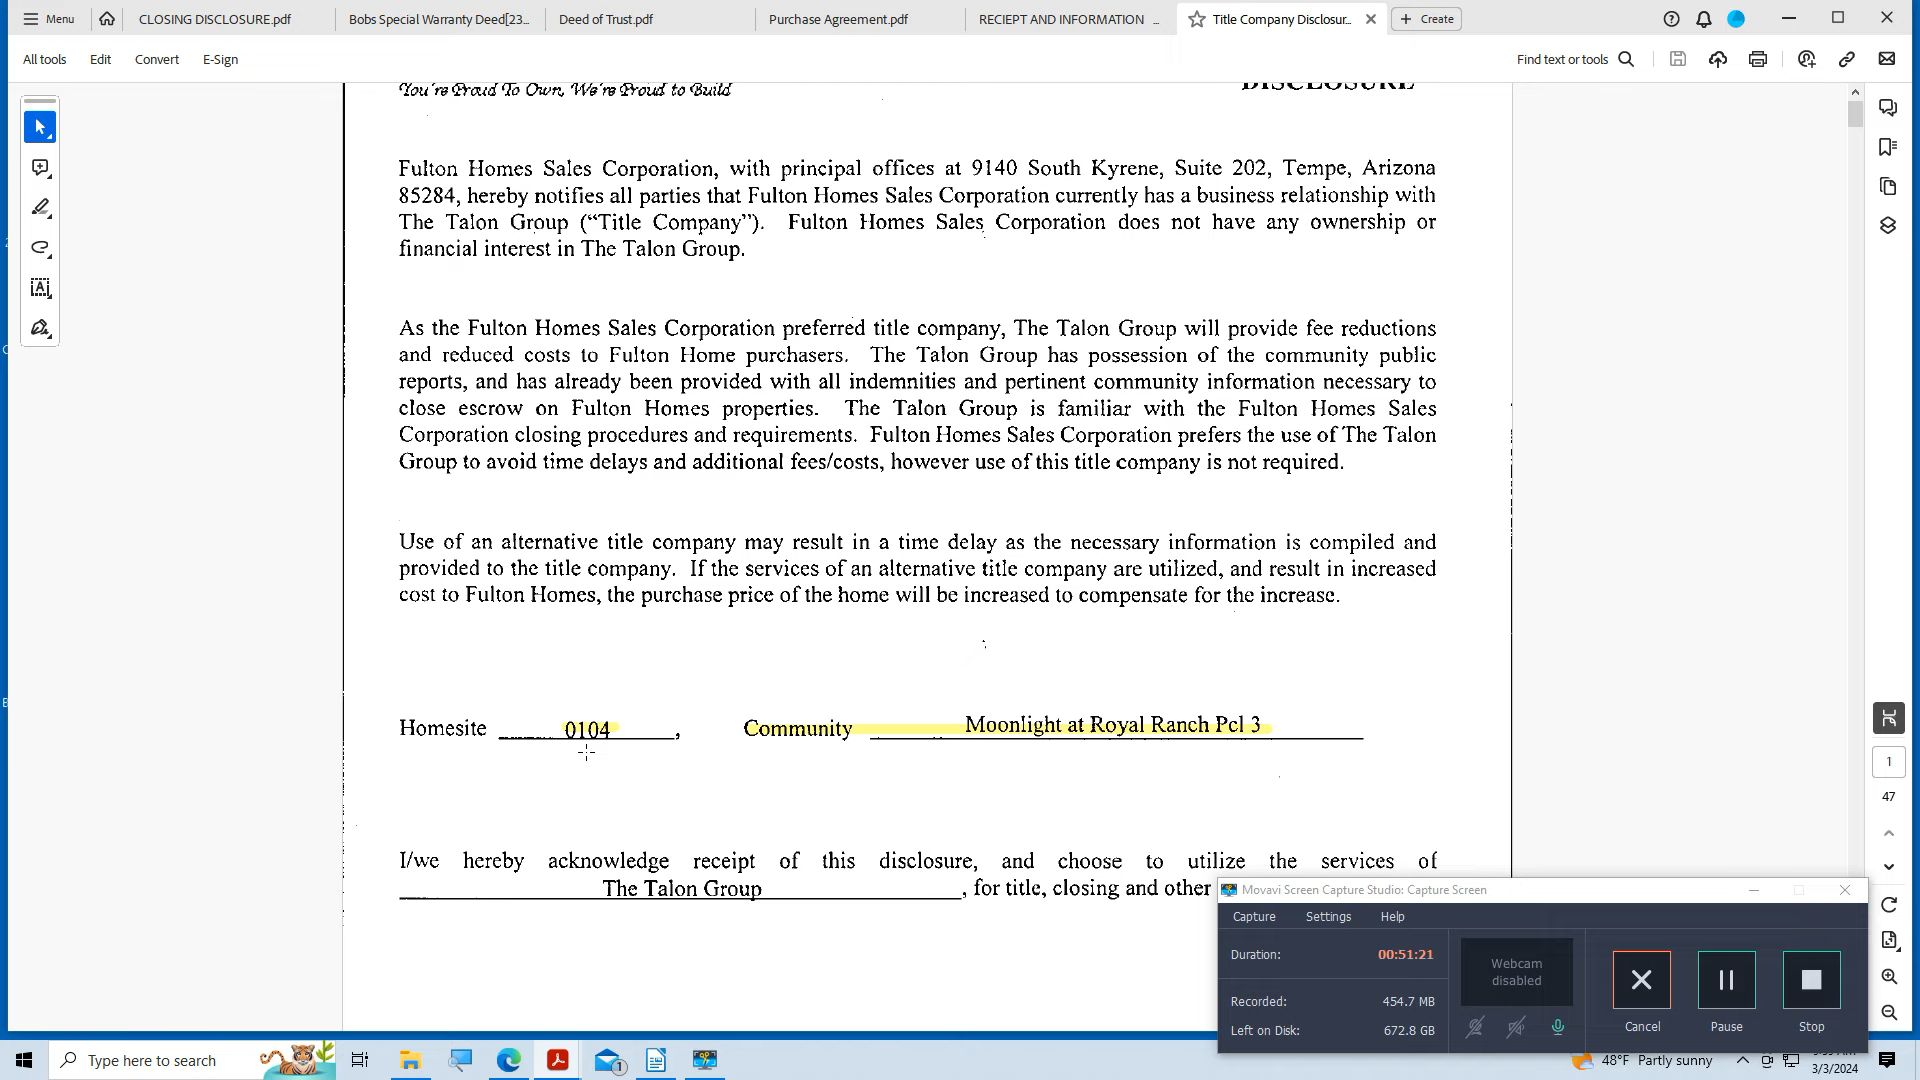 Menu
CLOSING DISCLOSURE.pdf
Bobs Special Warranty Deed[23...
Deed of Trust.pdf
Purchase Agreement.pdf
RECIEPT AND INFORMATION ...
Title Company Disclosur...
Create
All tools
Edit
Convert
E-Sign
Find text or tools
You're Proud To Own, We're Proud to Build
DISCLOSURE
Fulton Homes Sales Corporation, with principal offices at 9140 South Kyrene, Suite 202, Tempe, Arizona
85284, hereby notifies all parties that Fulton Homes Sales Corporation currently has a business relationship with
The Talon Group (“Title Company”). Fulton Homes Sales Corporation does not have any ownership or
financial interest in The Talon Group.
As the Fulton Homes Sales Corporation preferred title company, The Talon Group will provide fee reductions
and reduced costs to Fulton Home purchasers. The Talon Group has possession of the community public
reports, and has already been provided with all indemnities and pertinent community information necessary to
close escrow on Fulton Homes properties. The Talon Group is familiar with the Fulton Homes Sales
Corporation closing procedures and requirements. Fulton Homes Sales Corporation prefers the use of The Talon
Group to avoid time delays and additional fees/costs, however use of this title company is not required.
Use of an alternative title company may result in a time delay as the necessary information is compiled and
provided to the title company. If the services of an alternative title company are utilized, and result in increased
cost to Fulton Homes, the purchase price of the home will be increased to compensate for the increase.
Homesite 0104, Community Moonlight at Royal Ranch Pcl 3
I/we hereby acknowledge receipt of this disclosure, and choose to utilize the services of
The Talon Group, for title, closing and other
1
47
Movavi Screen Capture Studio: Capture Screen
Capture
Settings
Help
Duration:
00:51:21
Recorded:
454.7 MB
Left on Disk:
672.8 GB
Webcam
disabled
Cancel
Pause
Stop
Type here to search
1
48°F Partly sunny
3/3/2024